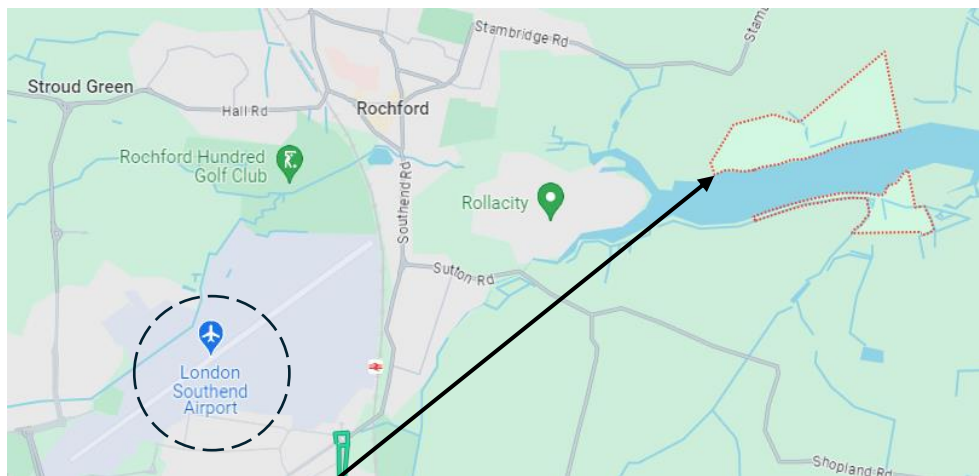 Stambridge Rd
Stamb
Stroud Green
Hall Rd
Rochford
Rochford Hundred
Golf Club
Southend Rd
Rollacity
Sutton Rd
London
Southend
Airport
Shopland Rd